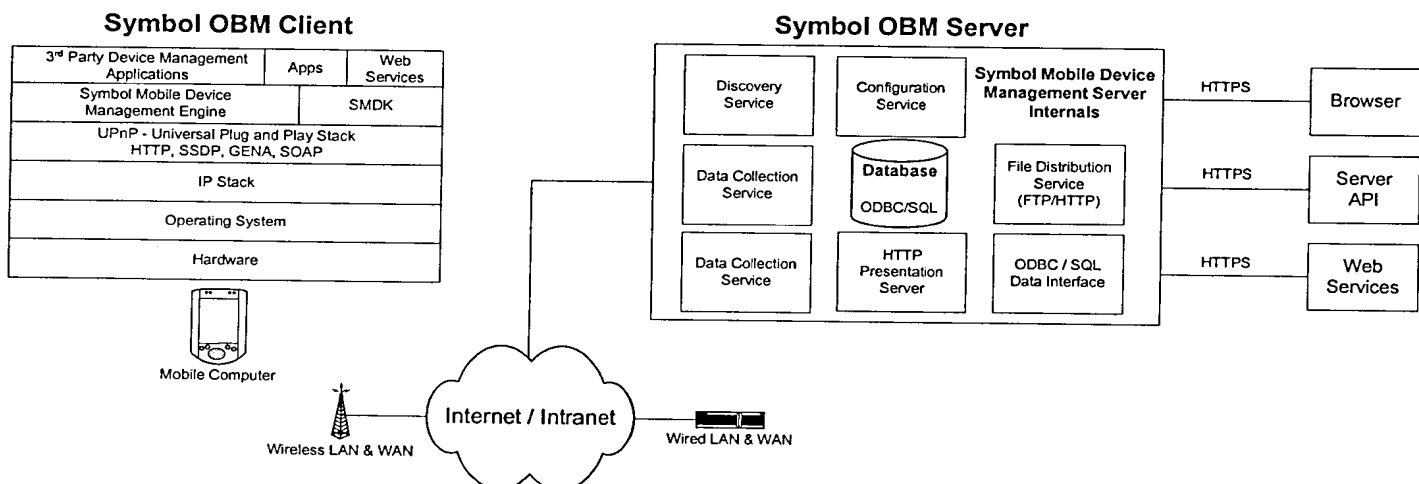 Symbol OBM Client
3rd Party Device Management
Applications
Apps
Web
Services
Symbol Mobile Device
Management Engine
SMDK
UPnP - Universal Plug and Play Stack
HTTP, SSDP, GENA, SOAP
IP Stack
Operating System
Hardware
Mobile Computer
Wireless LAN & WAN
Internet / Intranet
Wired LAN & WAN
Symbol OBM Server
Discovery
Service
Configuration
Service
Symbol Mobile Device
Management Server
Internals
Data Collection
Service
Database
ODBC/SQL
File Distribution
Service
(FTP/HTTP)
Data Collection
Service
HTTP
Presentation
Server
ODBC / SQL
Data Interface
HTTPS
Browser
HTTPS
Server
API
HTTPS
Web
Services